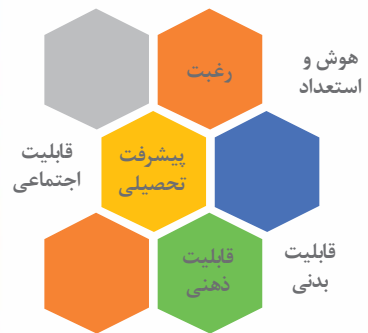 هوش و
استعداد
رغبت
پیشرفت
تحصیلی
قابلیت
اجتماعی
قابلیت
بدنی
قابلیت
ذهنی